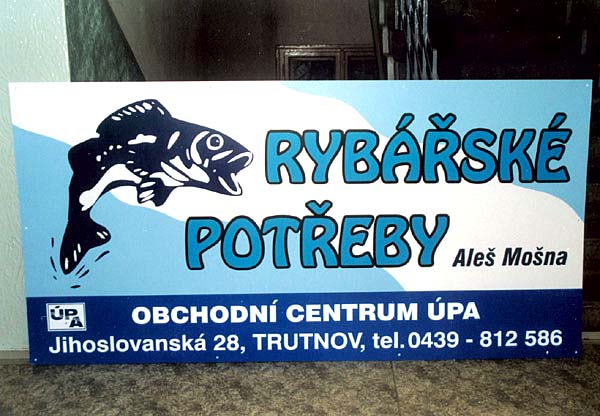 RYBÁŘSKÉ
POTŘEBY
Aleš Mošna
ÚPA
OBCHODNÍ CENTRUM ÚPA
Jihoslovanská 28, TRUTNOV, tel. 0439 - 812 586